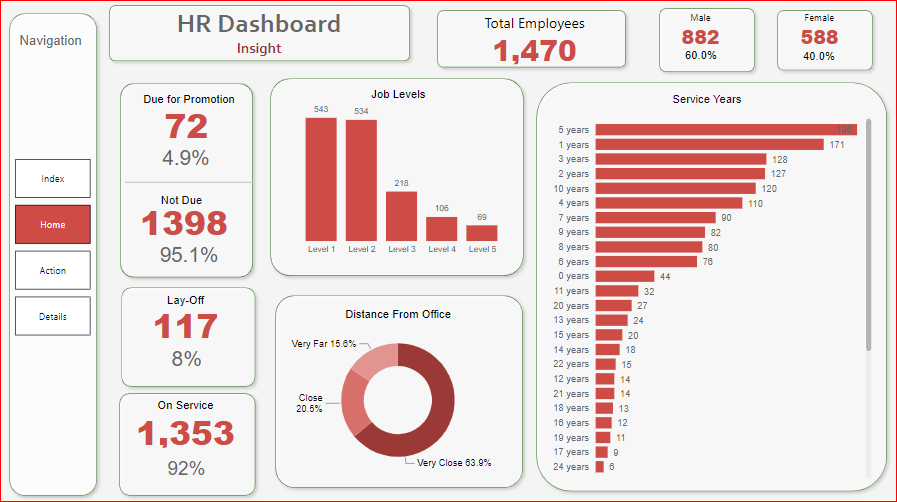 Navigation
Index
Home
Action
Details
HR Dashboard
Insight
Total Employees
1,470
Male
882
60.0%
Female
588
40.0%
Due for Promotion
72
4.9%
Not Due
1398
95.1%
Lay-Off
117
8%
On Service
1,353
92%
Job Levels
543
534
218
106
69
Level 1
Level 2
Level 3
Level 4
Level 5
Distance From Office
Very Far 15.6%
Close
20.5%
Very Close 63.9%
Service Years
5 years
1 years 171
3 years 128
2 years 127
10 years 120
4 years 110
7 years 90
9 years 82
8 years 80
6 years 76
0 years 44
11 years 32
20 years 27
13 years 24
15 years 20
14 years 18
22 years 15
12 years 14
21 years 14
18 years 13
16 years 12
19 years 11
17 years 9
24 years 6